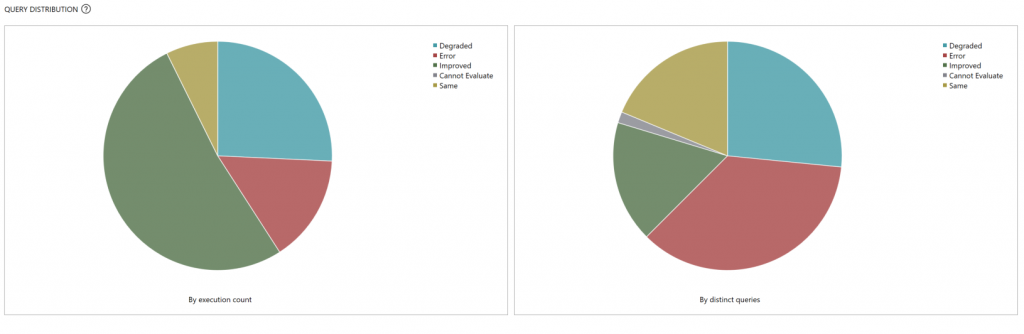 QUERY DISTRIBUTION ?
Degraded
Error
Improved
Cannot Evaluate
Same
By execution count
Degraded
Error
Improved
Cannot Evaluate
Same
By distinct queries